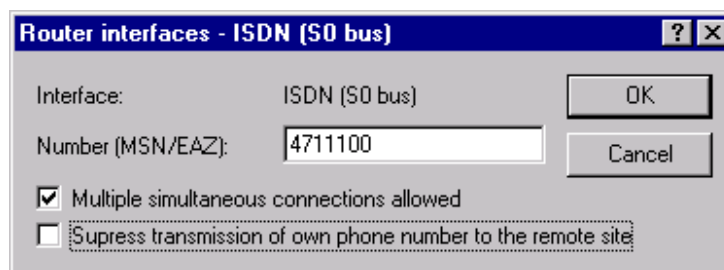 Router interfaces - ISDN (S0 bus)
Interface: ISDN (S0 bus) OK
Number (MSN/EAZ): 4711100 Cancel
Multiple simultaneous connections allowed
Supress transmission of own phone number to the remote site